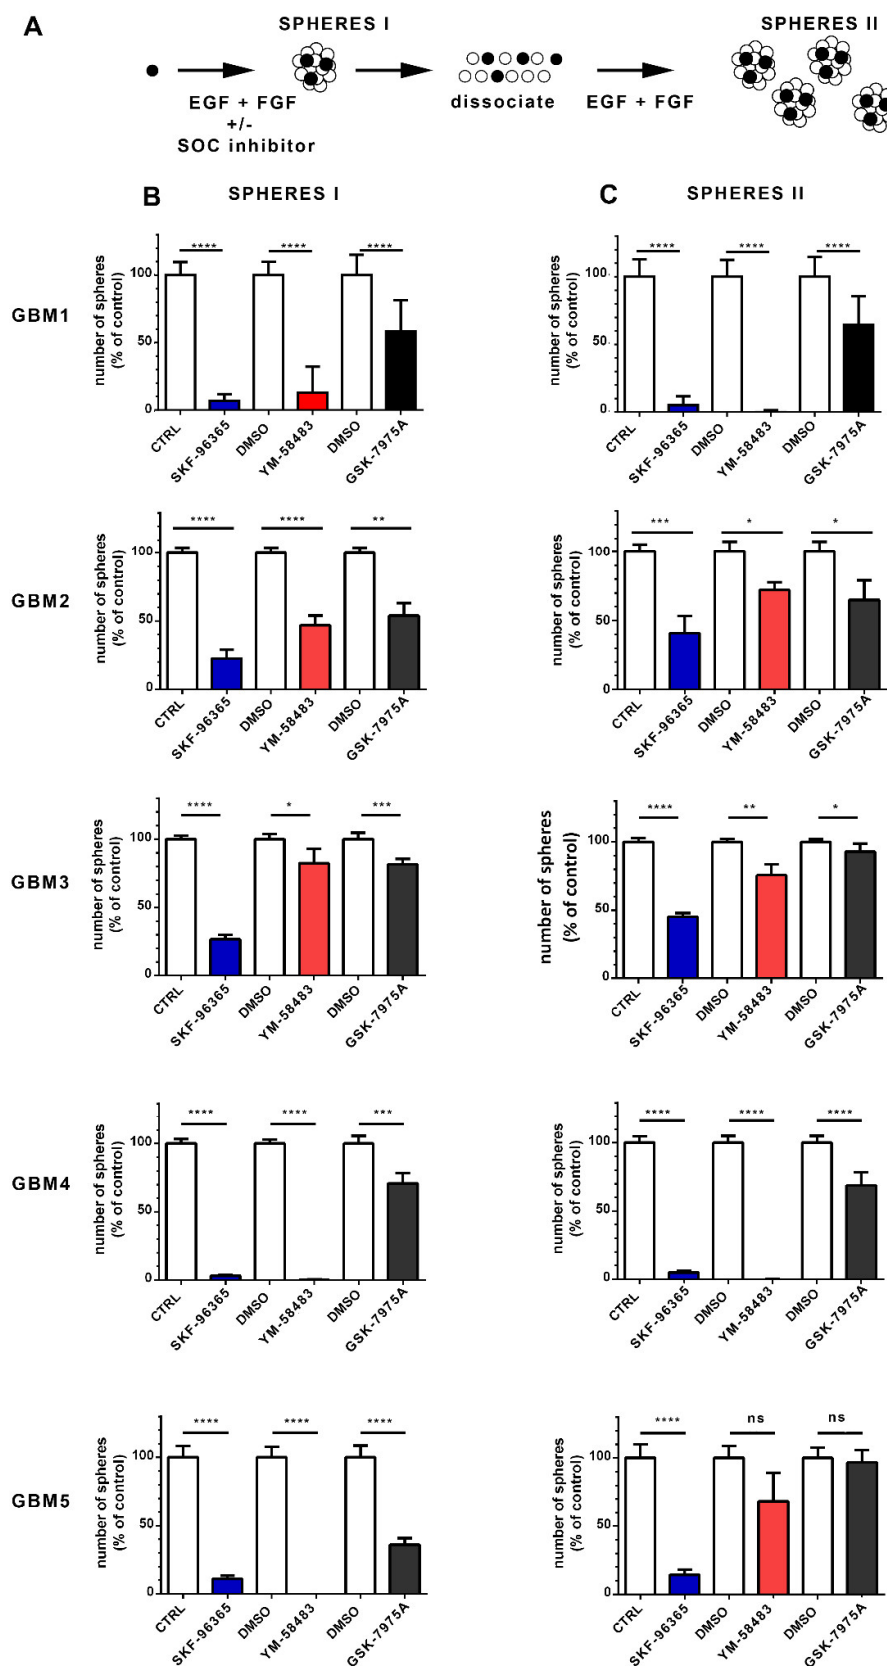 A
SPHERES I
SPHERES II
EGF + FGF
+/-
SOC inhibitor
dissociate
EGF + FGF
B
SPHERES I
C
SPHERES II
GBM1
number of spheres
(% of control)
100
50
0
**** **** ****
CTRL
SKF-96365
DMSO
YM-58483
DMSO
GSK-7975A
number of spheres
(% of control)
100
50
0
**** **** ****
CTRL
SKF-96365
DMSO
YM-58483
DMSO
GSK-7975A
GBM2
number of spheres
(% of control)
100
50
0
**** **** **
CTRL
SKF-96365
DMSO
YM-58483
DMSO
GSK-7975A
number of spheres
(% of control)
100
50
0
*** * *
CTRL
SKF-96365
DMSO
YM-58483
DMSO
GSK-7975A
GBM3
number of spheres
(% of control)
100
50
0
**** * ***
CTRL
SKF-96365
DMSO
YM-58483
DMSO
GSK-7975A
number of spheres
(% of control)
100
50
0
**** ** *
CTRL
SKF-96365
DMSO
YM-58483
DMSO
GSK-7975A
GBM4
number of spheres
(% of control)
100
50
0
**** **** ***
CTRL
SKF-96365
DMSO
YM-58483
DMSO
GSK-7975A
number of spheres
(% of control)
100
50
0
**** **** ****
CTRL
SKF-96365
DMSO
YM-58483
DMSO
GSK-7975A
GBM5
number of spheres
(% of control)
100
50
0
**** **** ****
CTRL
SKF-96365
DMSO
YM-58483
DMSO
GSK-7975A
number of spheres
(% of control)
100
50
0
**** ns ns
CTRL
SKF-96365
DMSO
YM-58483
DMSO
GSK-7975A